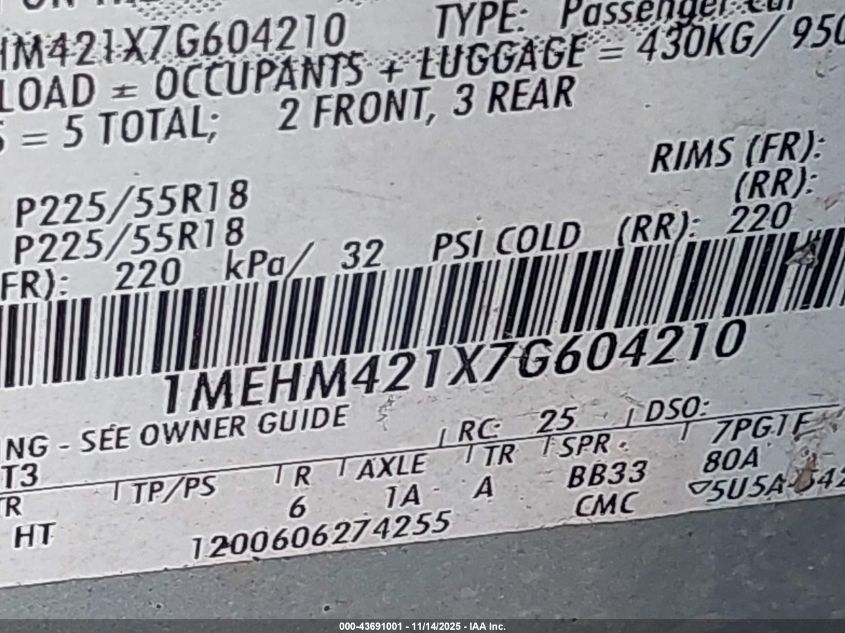 HM421X7G604210 TYPE: Passenger Car
LOAD = OCCUPANTS + LUGGAGE = 430KG/ 950
S = 5 TOTAL; 2 FRONT, 3 REAR
RIMS (FR):
P225/55R18 (RR):
P225/55R18
FR): 220 kPa/ 32 PSI COLD (RR): 220
1MEHM421X7G604210
NG - SEE OWNER GUIDE RC: 25 DSO:
T3 TP/PS R AXLE TR SPR 7PG1F
TR 6 1A A BB33 80A
HT 1200606274255 CMC
000-43691001 - 11/14/2025 - IAA Inc.